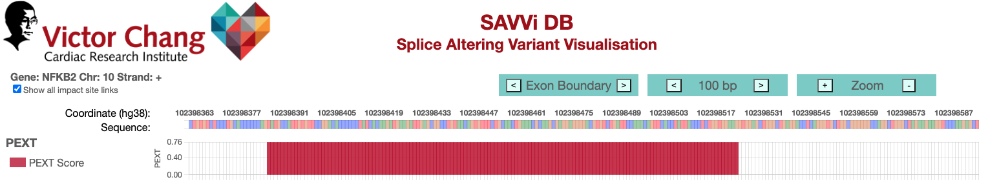 Victor Chang
Cardiac Research Institute
SAVVi DB
Splice Altering Variant Visualisation
Gene: NFKB2 Chr: 10 Strand: +
Show all impact site links
< Exon Boundary >
< 100 bp >
+ Zoom -
Coordinate (hg38):
102398363 102398377 102398391 102398405 102398419 102398433 102398447 102398461 102398475 102398489 102398503 102398517 102398531 102398545 102398559 102398573 102398587
Sequence:
PEXT
PEXT Score
PEXT
0.76
0.40
0.00